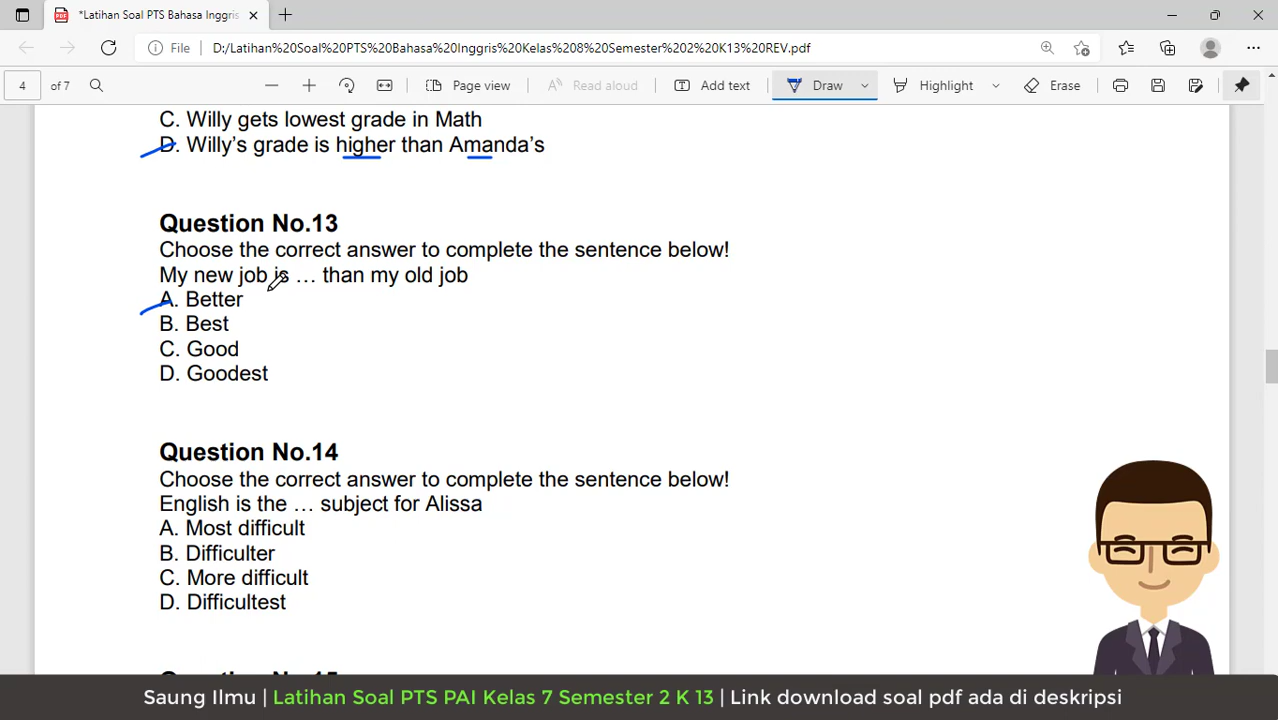 *Latihan Soal PTS Bahasa Inggris
File
D:/Latihan%20Soal%20PTS%20Bahasa%20Inggris%20Kelas%208%20Semester%202%20K13%20REV.pdf
4 of 7
Page view
Read aloud
Add text
Draw
Highlight
Erase
C. Willy gets lowest grade in Math
D. Willy’s grade is higher than Amanda’s
Question No.13
Choose the correct answer to complete the sentence below!
My new job is … than my old job
A. Better
B. Best
C. Good
D. Goodest
Question No.14
Choose the correct answer to complete the sentence below!
English is the … subject for Alissa
A. Most difficult
B. Difficulter
C. More difficult
D. Difficultest
Question No.15
Saung Ilmu | Latihan Soal PTS PAI Kelas 7 Semester 2 K 13 | Link download soal pdf ada di deskripsi